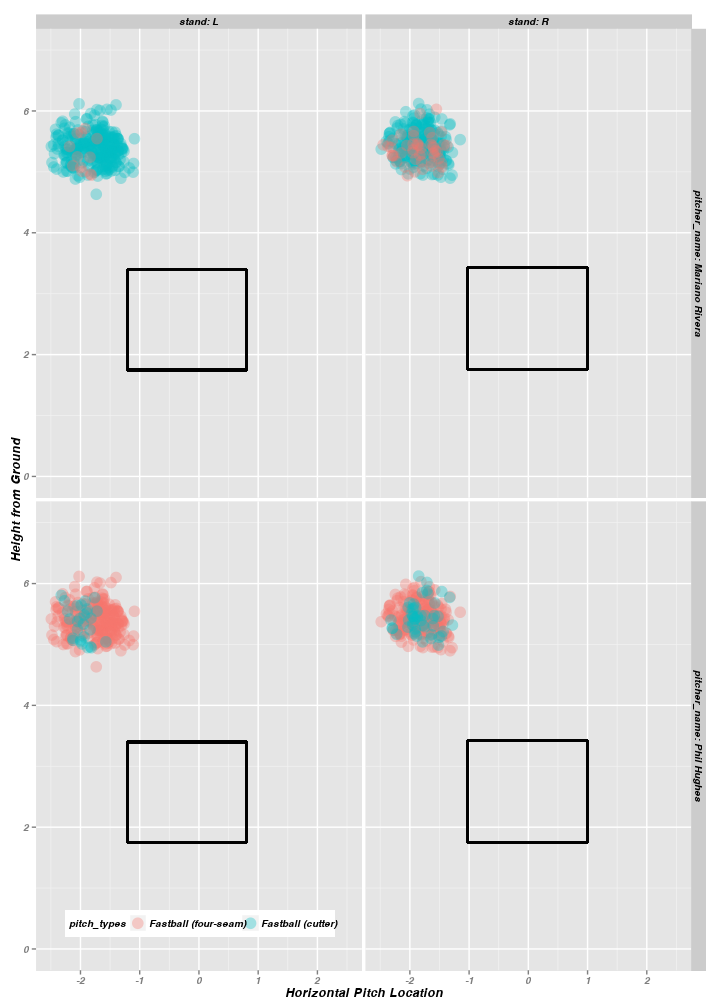 stand: L
stand: R
6
4
2
0
pitcher_name: Mariano Rivera
Height from Ground
6
4
2
0
pitcher_name: Phil Hughes
pitch_types Fastball (four-seam) Fastball (cutter)
-2 -1 0 1 2
-2 -1 0 1 2
Horizontal Pitch Location